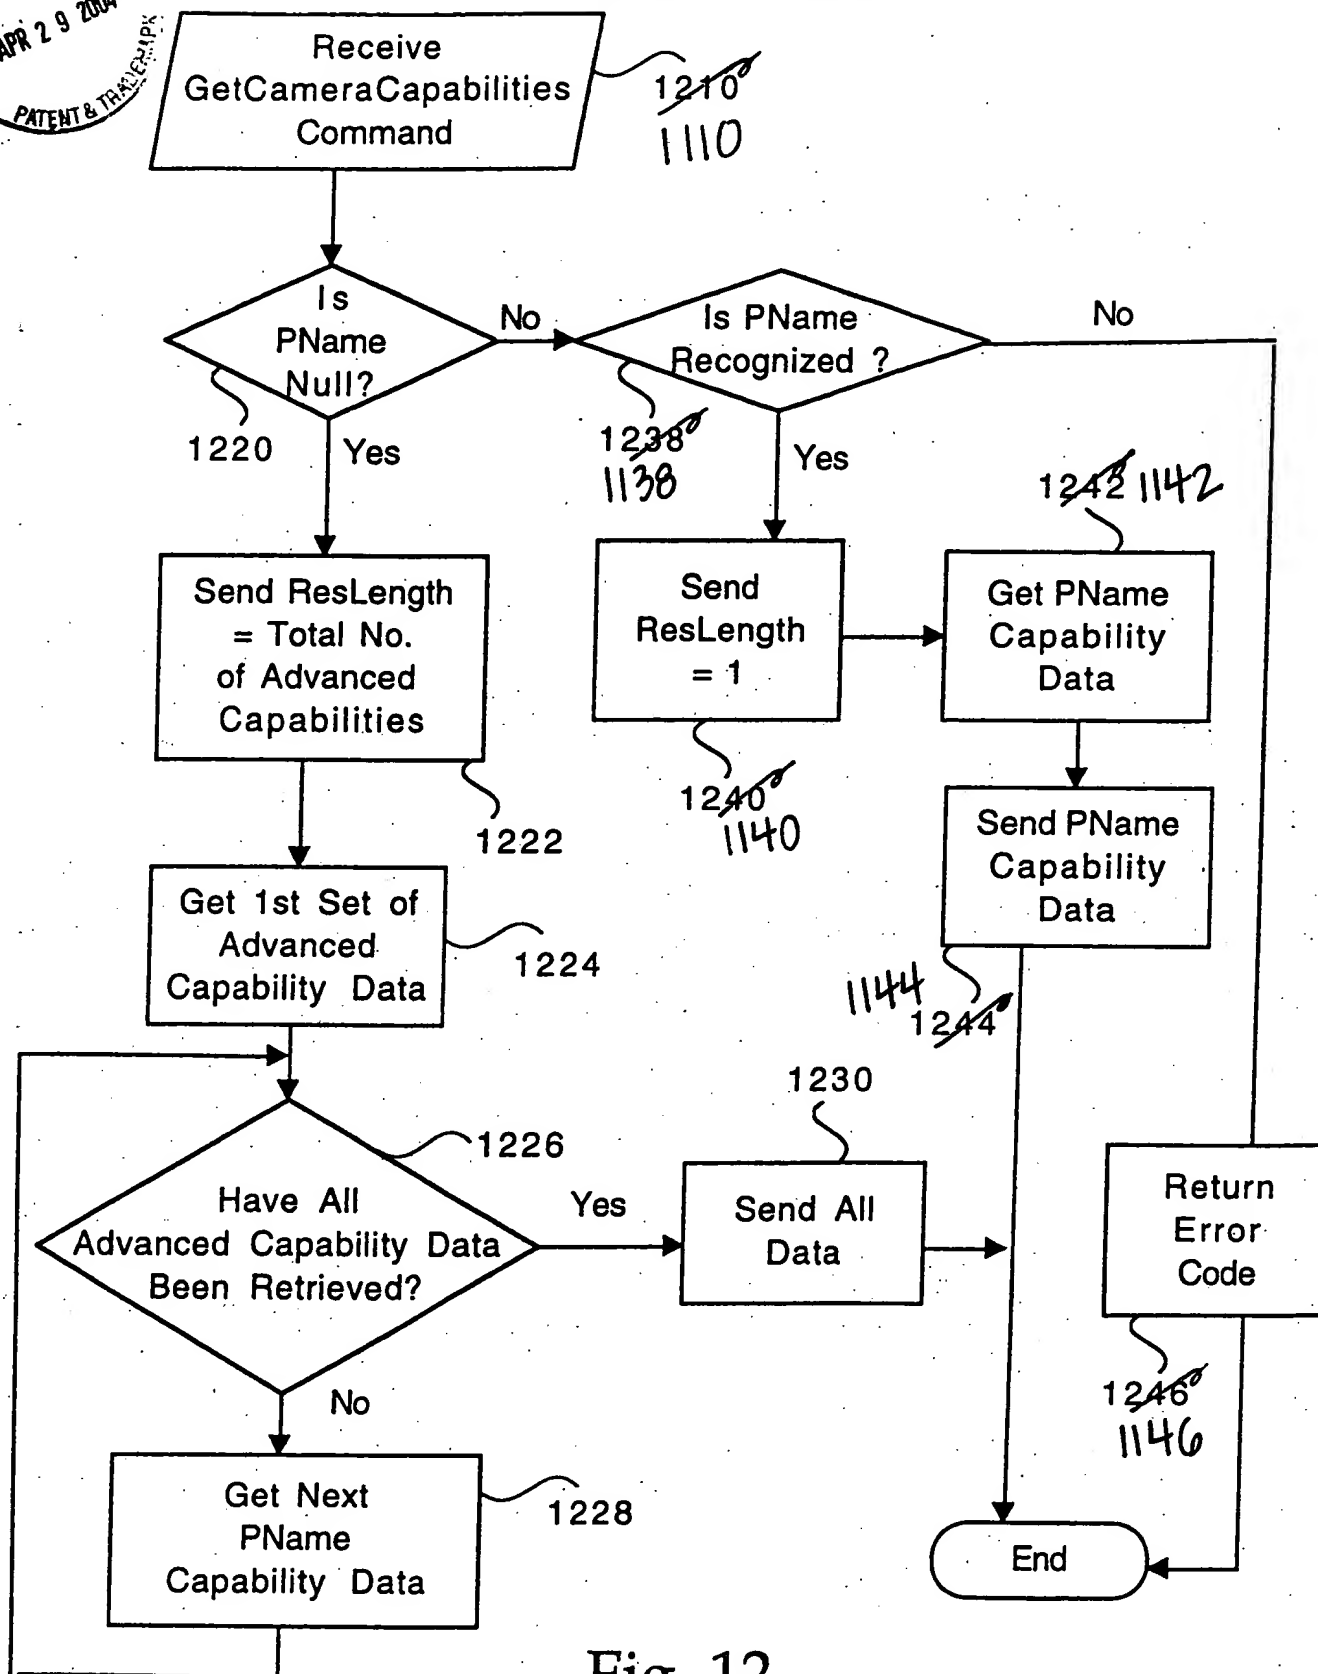 APR 2 9 2004
PATENT & TRADEMARK
Receive
GetCameraCapabilities
Command
1210
1110
Is
PName
Null?
1220
No
Is PName
Recognized ?
No
1238
1138
Yes
Yes
1242 1142
Send ResLength
= Total No.
of Advanced
Capabilities
1222
Send
ResLength
= 1
1240
1140
Get PName
Capability
Data
Send PName
Capability
Data
1144
1244
Get 1st Set of
Advanced
Capability Data
1224
1226
Have All
Advanced Capability Data
Been Retrieved?
Yes
1230
Send All
Data
Return
Error
Code
1246
1146
No
Get Next
PName
Capability Data
1228
End
Fig. 12